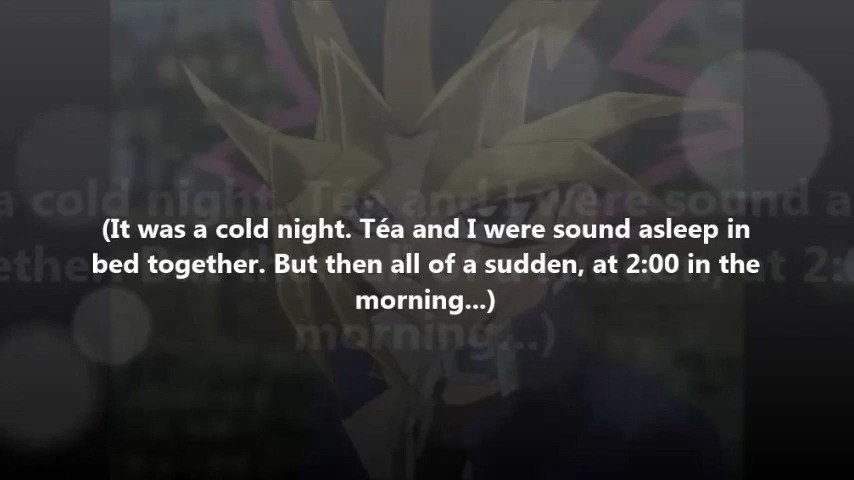 (It was a cold night. Téa and I were sound asleep in
bed together. But then all of a sudden, at 2:00 in the
morning...)